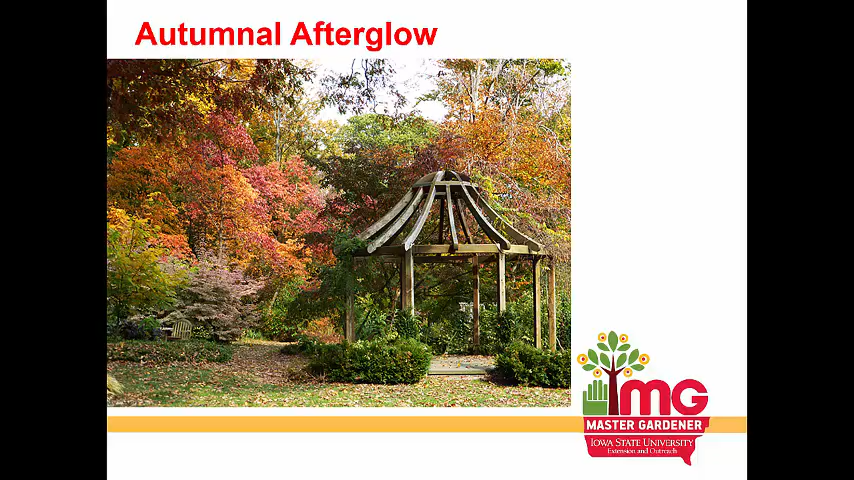 Autumnal Afterglow
MG
MASTER GARDENER
IOWA STATE UNIVERSITY
Extension and Outreach